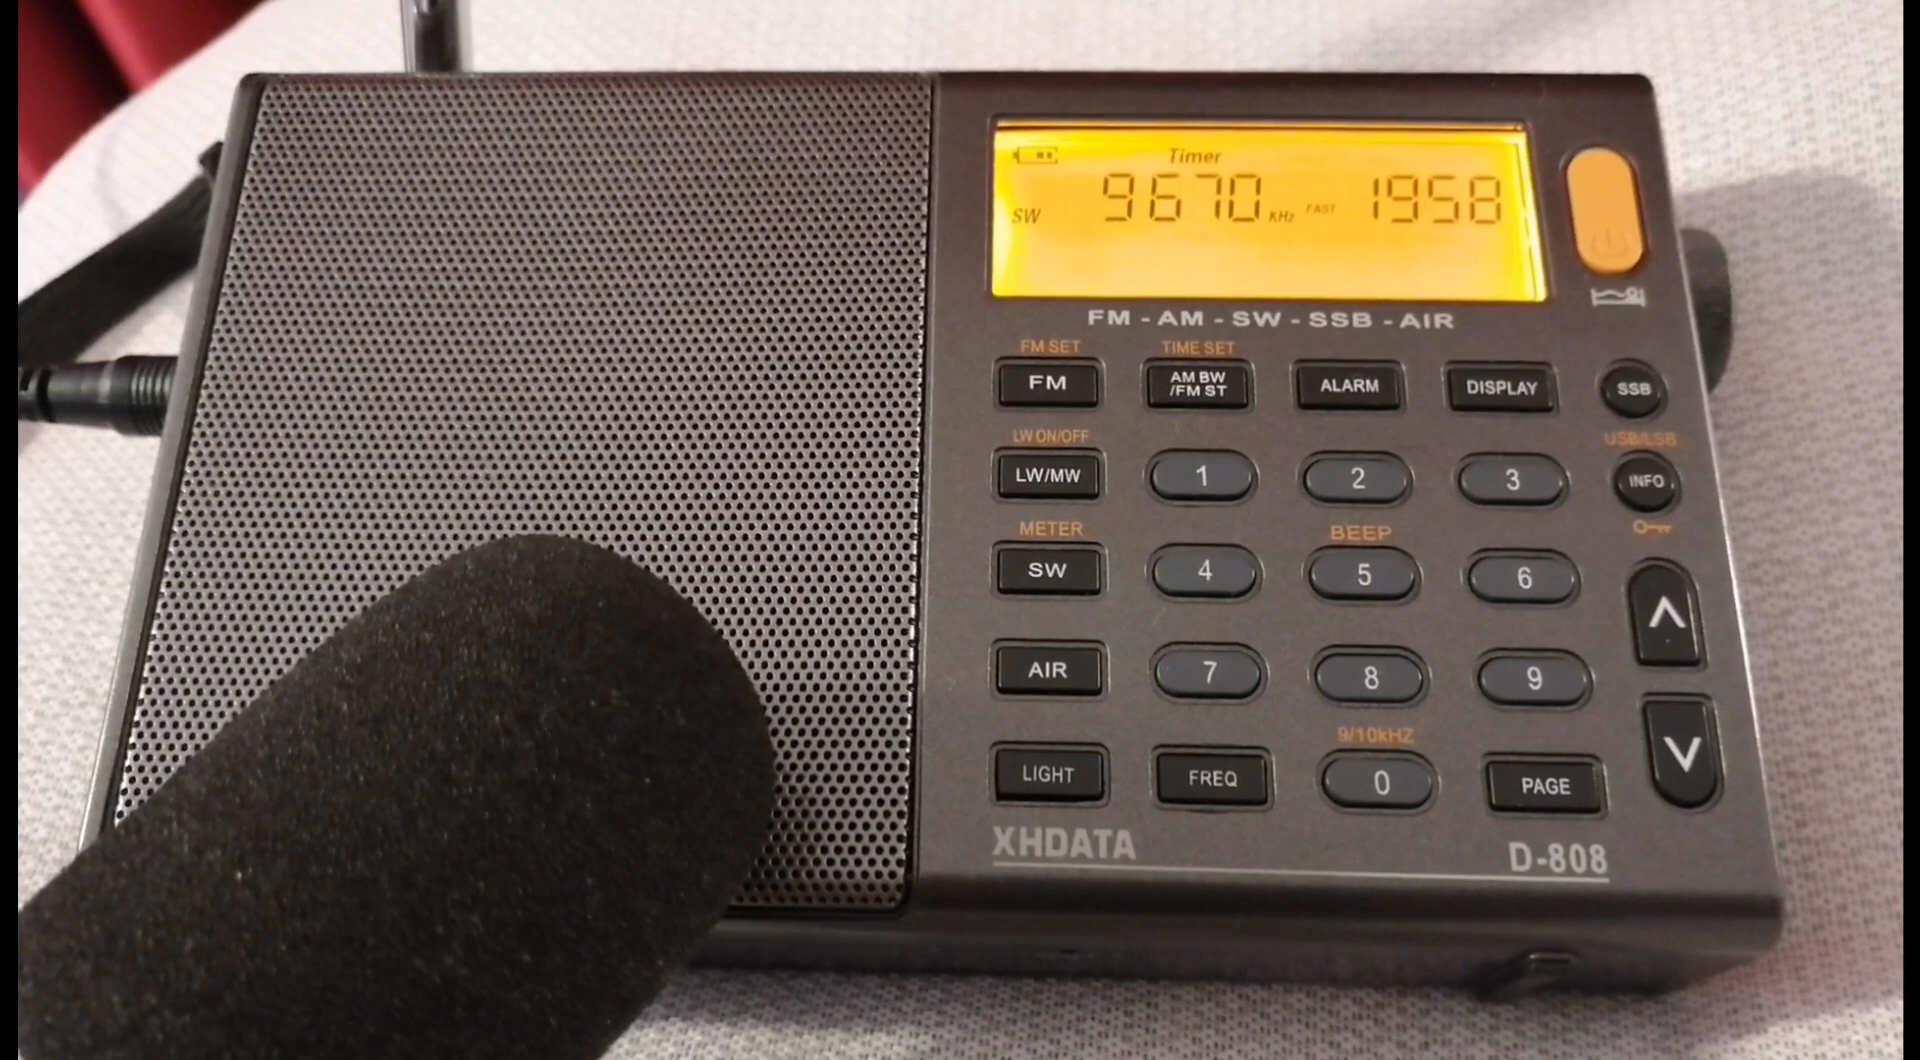 Timer
SW 9670 KHz FAST 1958
FM - AM - SW - SSB - AIR
FM SET TIME SET
FM AM BW /FM ST ALARM DISPLAY SSB
LW ON/OFF USB/LSB
LW/MW 1 2 3 INFO
METER BEEP
SW 4 5 6
AIR 7 8 9
9/10kHZ
LIGHT FREQ 0 PAGE
XHDATA D-808